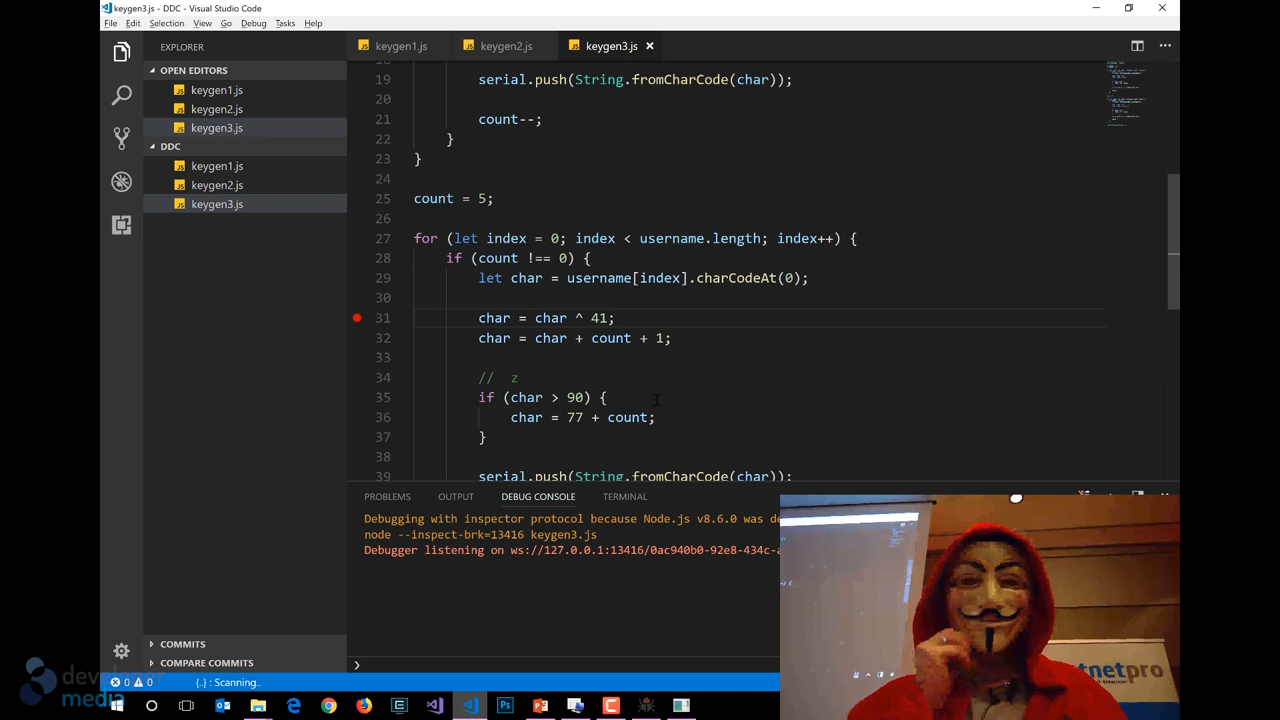 keygen3.js - DDC - Visual Studio Code
File Edit Selection View Go Debug Tasks Help
EXPLORER
keygen1.js keygen2.js keygen3.js
OPEN EDITORS
keygen1.js
keygen2.js
keygen3.js
DDC
keygen1.js
keygen2.js
keygen3.js
19 serial.push(String.fromCharCode(char));
20
21 count--;
22 }
23 }
24
25 count = 5;
26
27 for (let index = 0; index < username.length; index++) {
28 if (count !== 0) {
29 let char = username[index].charCodeAt(0);
30
31 char = char ^ 41;
32 char = char + count + 1;
33
34 // z
35 if (char > 90) {
36 char = 77 + count;
37 }
38
39 serial.push(String.fromCharCode(char));
PROBLEMS OUTPUT DEBUG CONSOLE TERMINAL
Debugging with inspector protocol because Node.js v8.6.0 was de
node --inspect-brk=13416 keygen3.js
Debugger listening on ws://127.0.0.1:13416/0ac940b0-92e8-434c-a
COMMITS
COMPARE COMMITS
0 0 {..} : Scanning..
developer
media
tnetpro